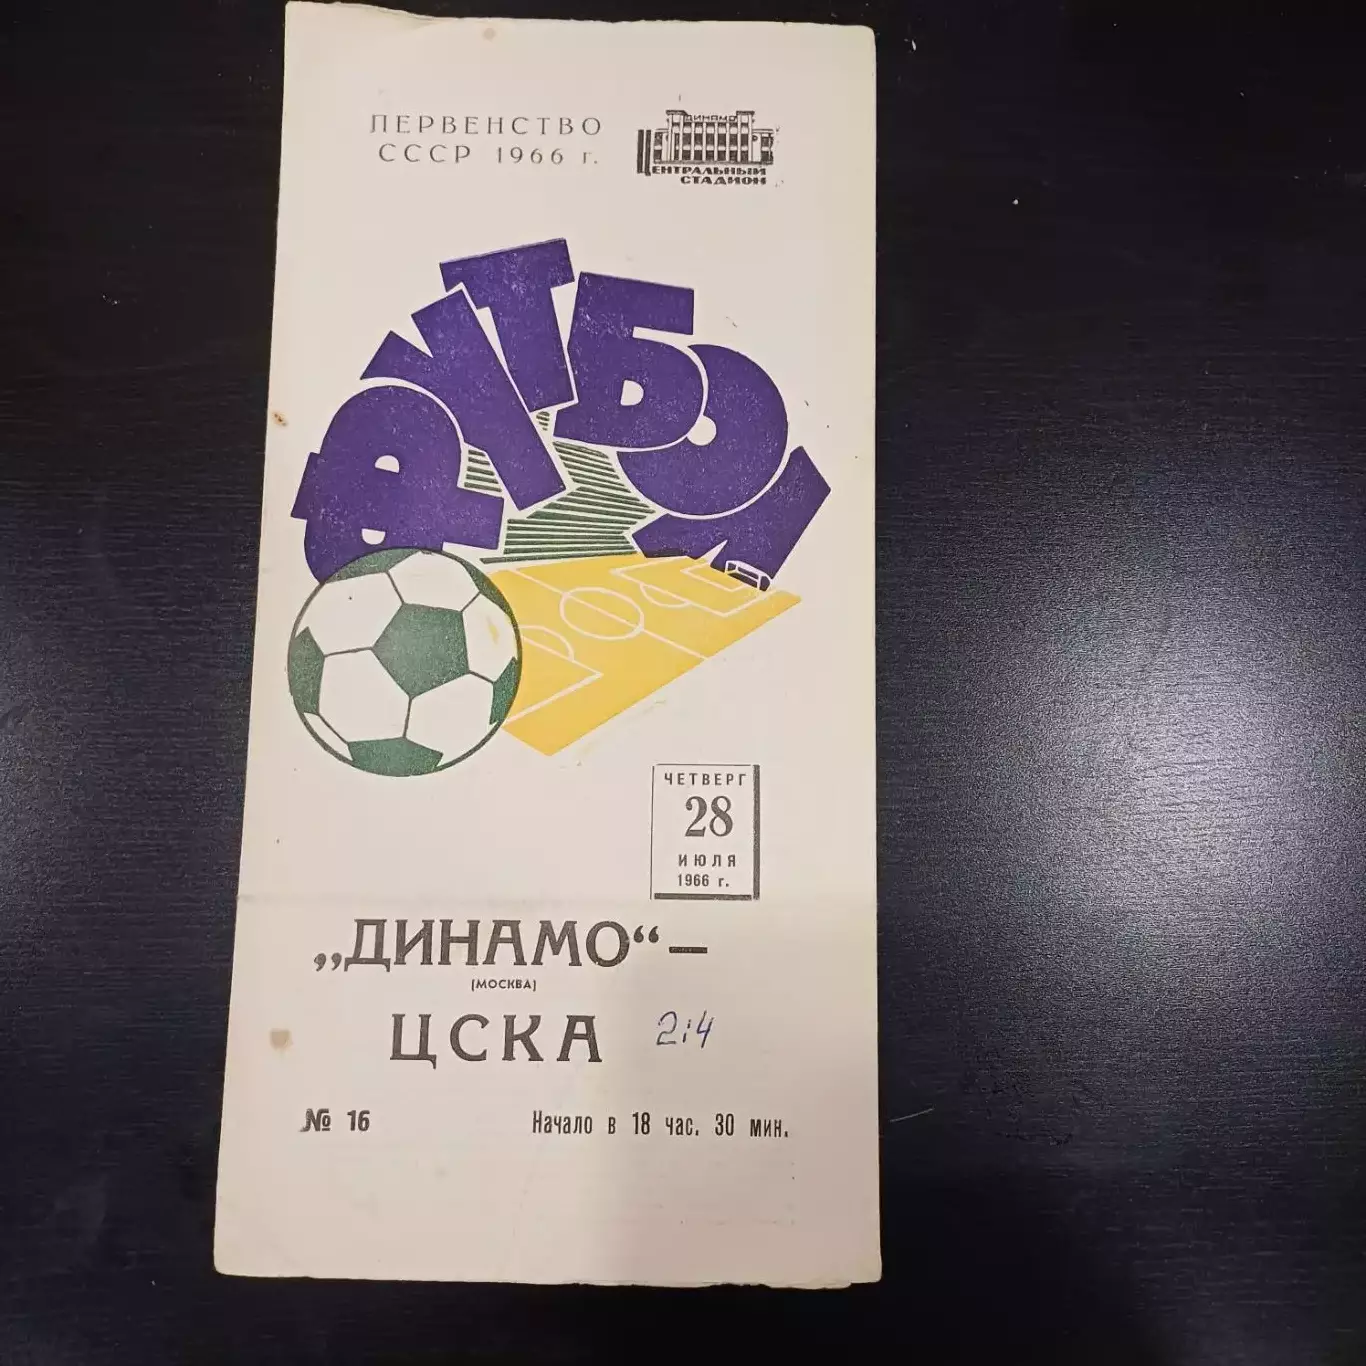 ПЕРВЕНСТВО
СССР 1966 г.
ДИНАМО
ЦЕНТРАЛЬНЫЙ
СТАДИОН
ФУТБОЛ
ЧЕТВЕРГ
28
ИЮЛЯ
1966 г.
„ДИНАМО“ –
(МОСКВА)
ЦСКА 2:4
№ 16 Начало в 18 час. 30 мин.